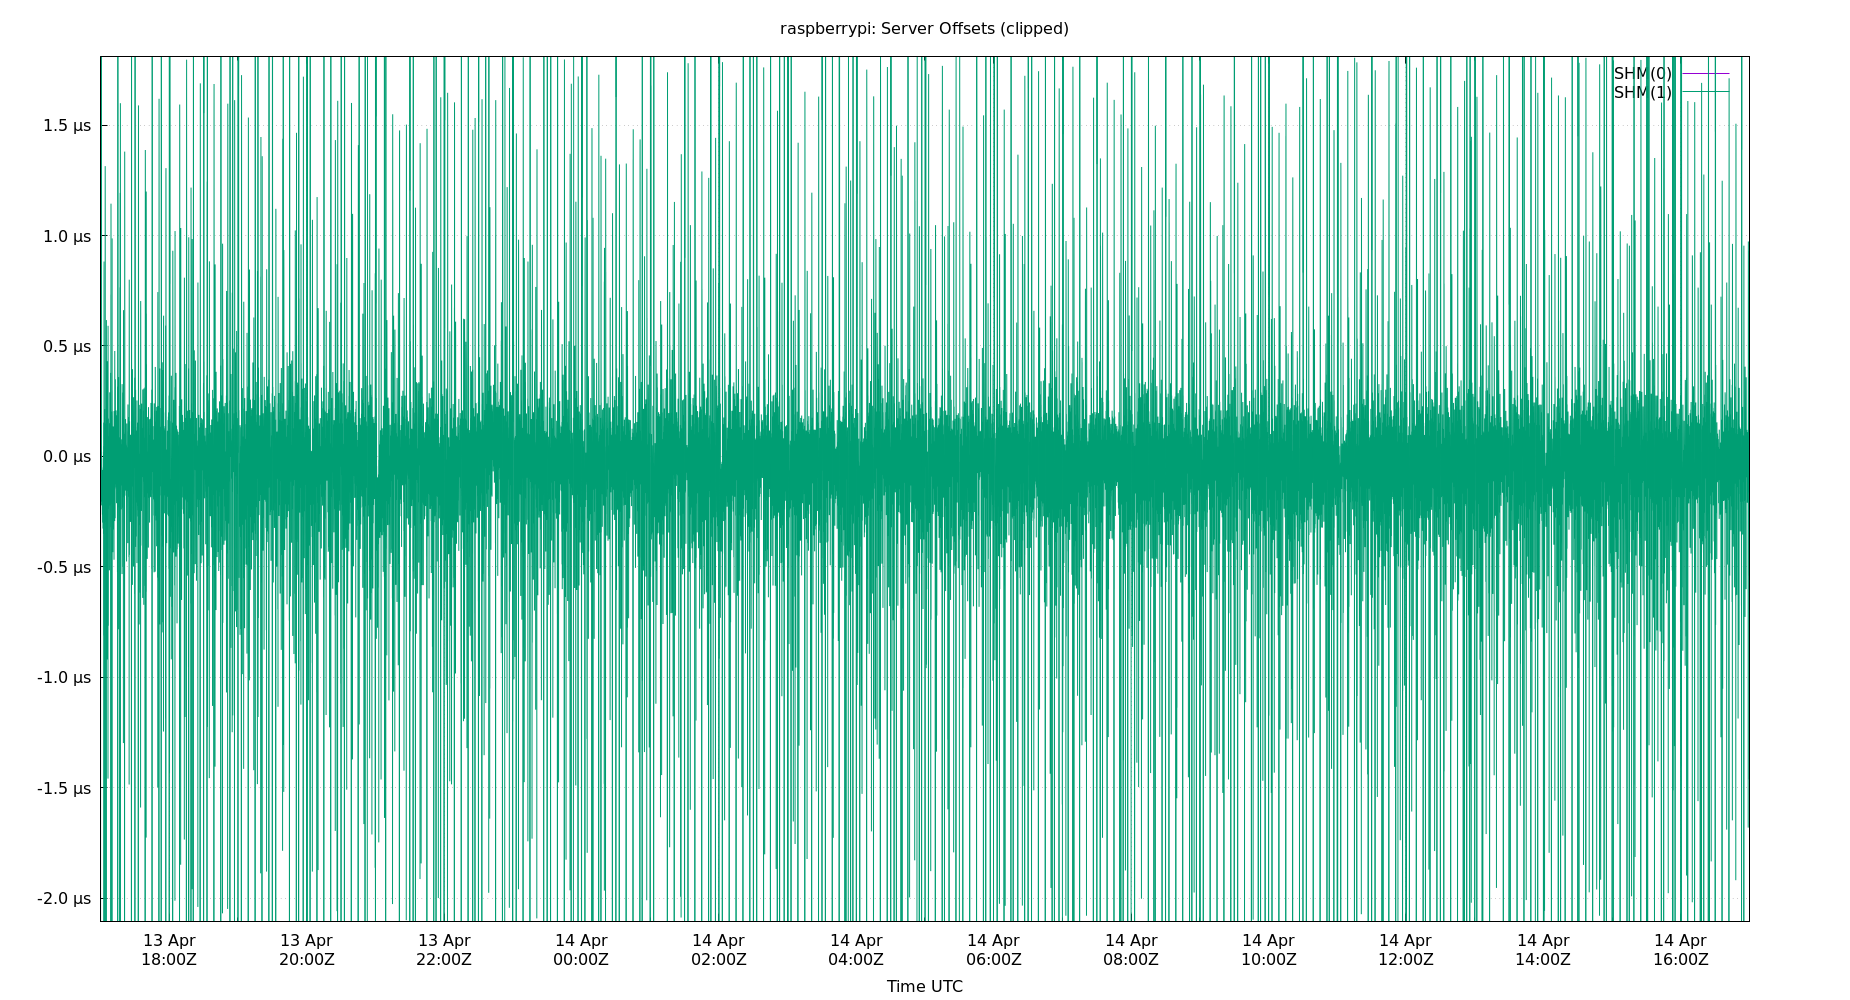 raspberrypi: Server Offsets (clipped)
SHM(0)
SHM(1)
1.5 µs
1.0 µs
0.5 µs
0.0 µs
-0.5 µs
-1.0 µs
-1.5 µs
-2.0 µs
13 Apr 13 Apr 13 Apr 14 Apr 14 Apr 14 Apr 14 Apr 14 Apr 14 Apr 14 Apr 14 Apr 14 Apr
18:00Z 20:00Z 22:00Z 00:00Z 02:00Z 04:00Z 06:00Z 08:00Z 10:00Z 12:00Z 14:00Z 16:00Z
Time UTC